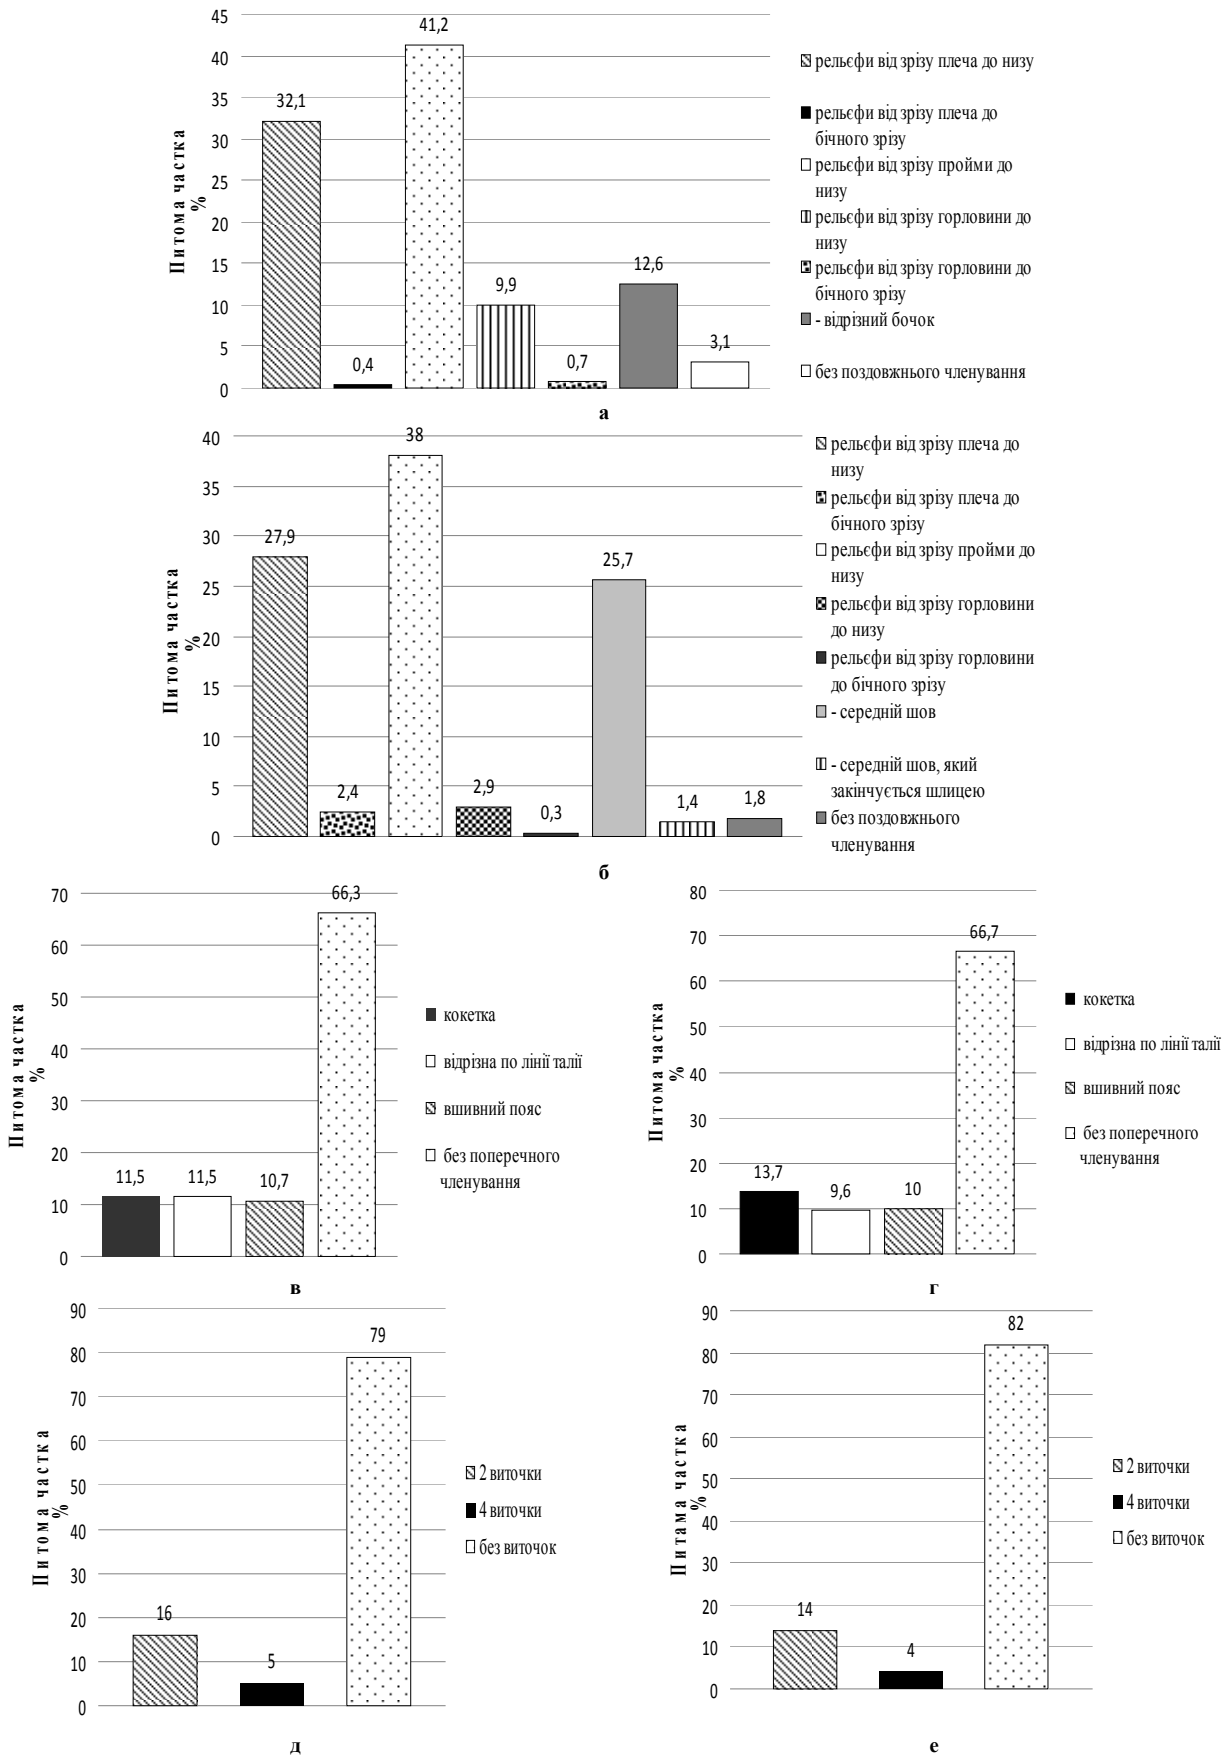 45
40
35
30
25
20
15
10
5
0
Питома частка
%
32,1
0,4
41,2
9,9
0,7
12,6
3,1
рельєфи від зрізу плеча до низу
рельєфи від зрізу плеча до
бічного зрізу
рельєфи від зрізу пройми до
низу
рельєфи від зрізу горловини до
низу
рельєфи від зрізу горловини до
бічного зрізу
- відрізний бочок
без поздовжнього членування
а
40
35
30
25
20
15
10
5
0
Питома частка
%
27,9
2,4
38
2,9
0,3
25,7
1,4
1,8
рельєфи від зрізу плеча до
низу
рельєфи від зрізу плеча до
бічного зрізу
рельєфи від зрізу пройми до
низу
рельєфи від зрізу горловини
до низу
рельєфи від зрізу горловини
до бічного зрізу
- середній шов
- середній шов, який
закінчується шлицею
без поздовжнього
членування
б
70
60
50
40
30
20
10
0
Питома частка
%
11,5
11,5
10,7
66,3
кокетка
відрізна по лінії талії
вшивний пояс
без поперечного
членування
в
80
70
60
50
40
30
20
10
0
Питома частка
%
13,7
9,6
10
66,7
кокетка
відрізна по лінії талії
вшивний пояс
без поперечного
членування
г
90
80
70
60
50
40
30
20
10
0
Питома частка
%
16
5
79
2 виточки
4 виточки
без виточок
д
90
80
70
60
50
40
30
20
10
0
Питама частка
%
14
4
82
2 виточки
4 виточки
без виточок
е